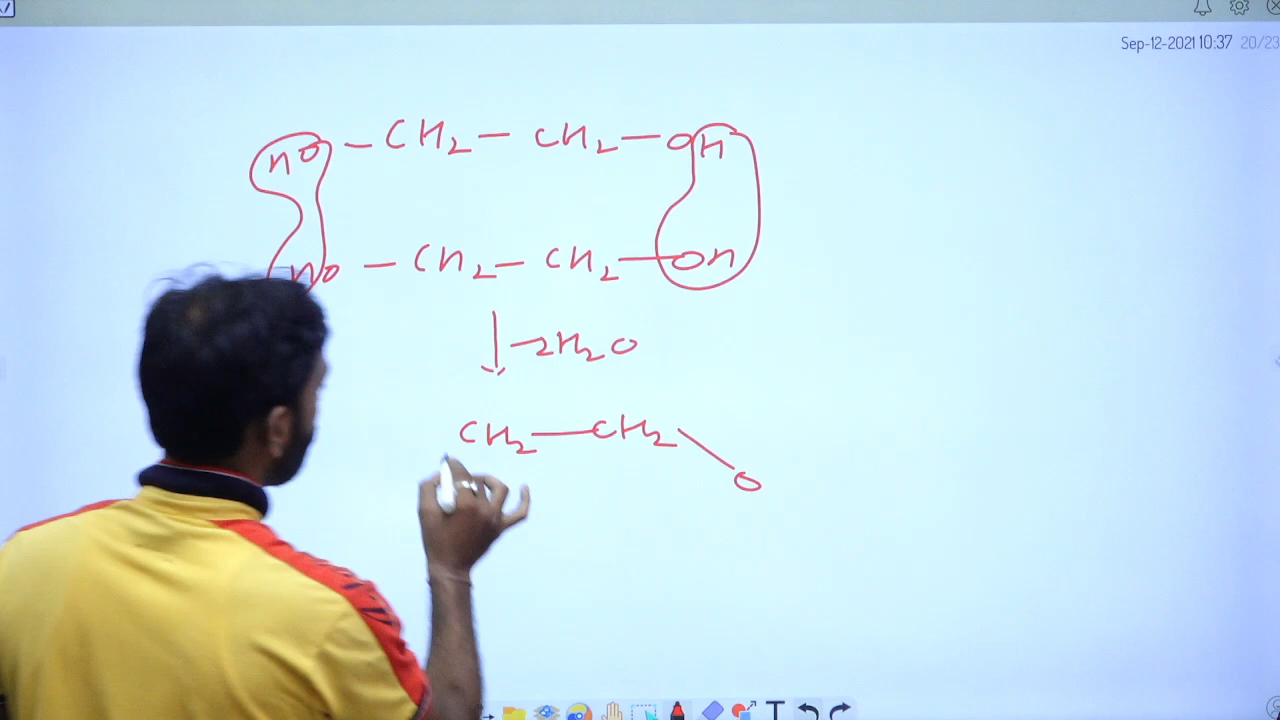 Sep-12-2021 10:37 20/23
HO - CH2 - CH2 - OH
HO - CH2 - CH2 - OH
-2H2O
CH2 - CH2
O
T